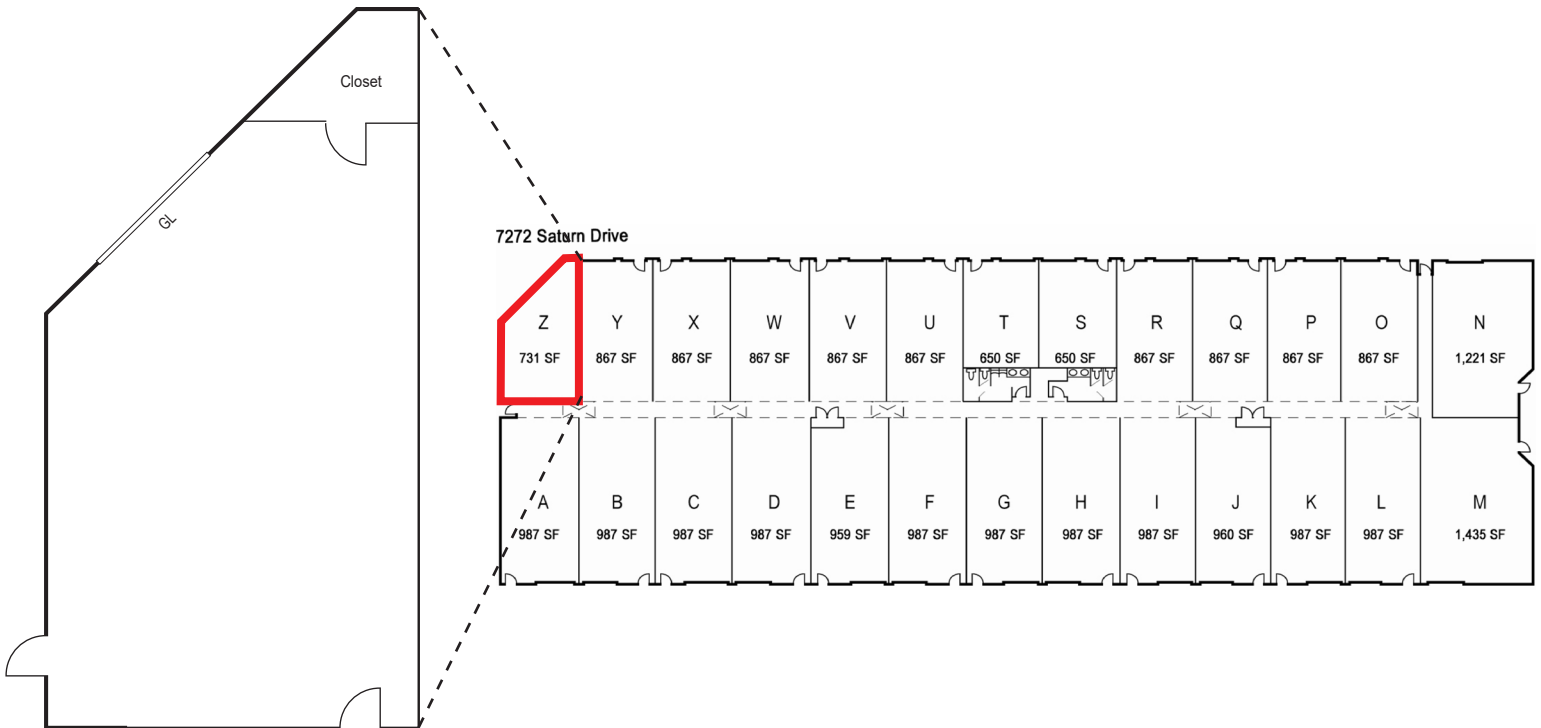 Closet
GL
7272 Saturn Drive
Z Y X W V U T S R Q P O N
731 SF 867 SF 867 SF 867 SF 867 SF 867 SF 650 SF 650 SF 867 SF 867 SF 867 SF 867 SF 1,221 SF
A B C D E F G H I J K L M
987 SF 987 SF 987 SF 987 SF 959 SF 987 SF 987 SF 987 SF 987 SF 960 SF 987 SF 987 SF 1,435 SF